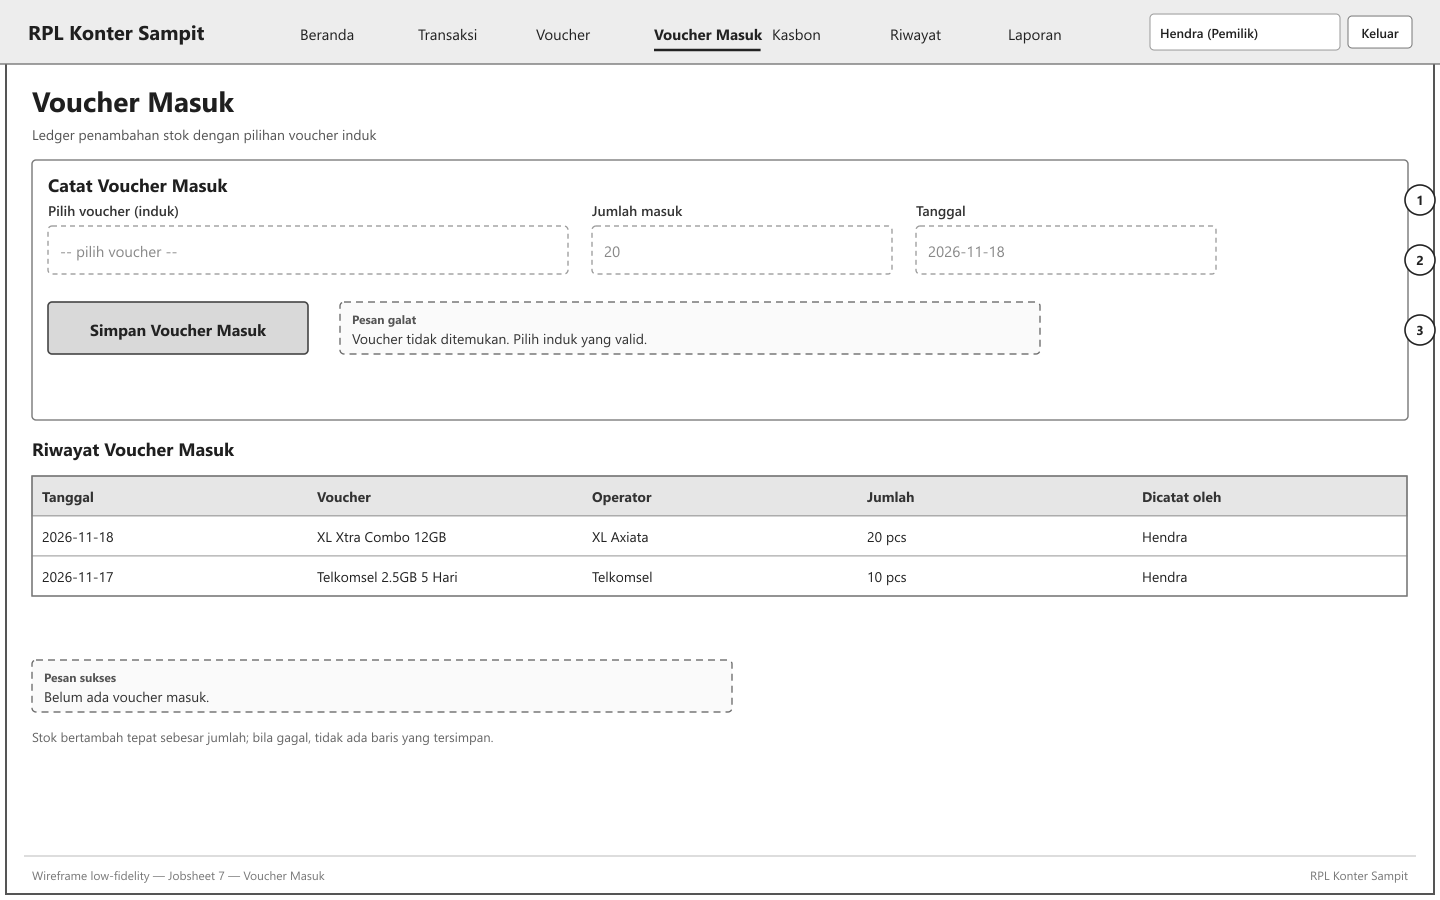 RPL Konter Sampit
Beranda Transaksi Voucher Voucher Masuk Kasbon Riwayat Laporan
Hendra (Pemilik) Keluar
Voucher Masuk
Ledger penambahan stok dengan pilihan voucher induk
Catat Voucher Masuk
Pilih voucher (induk) Jumlah masuk Tanggal
-- pilih voucher -- 20 2026-11-18
1
2
Simpan Voucher Masuk
Pesan galat
Voucher tidak ditemukan. Pilih induk yang valid.
3
Riwayat Voucher Masuk
Tanggal Voucher Operator Jumlah Dicatat oleh
2026-11-18 XL Xtra Combo 12GB XL Axiata 20 pcs Hendra
2026-11-17 Telkomsel 2.5GB 5 Hari Telkomsel 10 pcs Hendra
Pesan sukses
Belum ada voucher masuk.
Stok bertambah tepat sebesar jumlah; bila gagal, tidak ada baris yang tersimpan.
Wireframe low-fidelity — Jobsheet 7 — Voucher Masuk RPL Konter Sampit